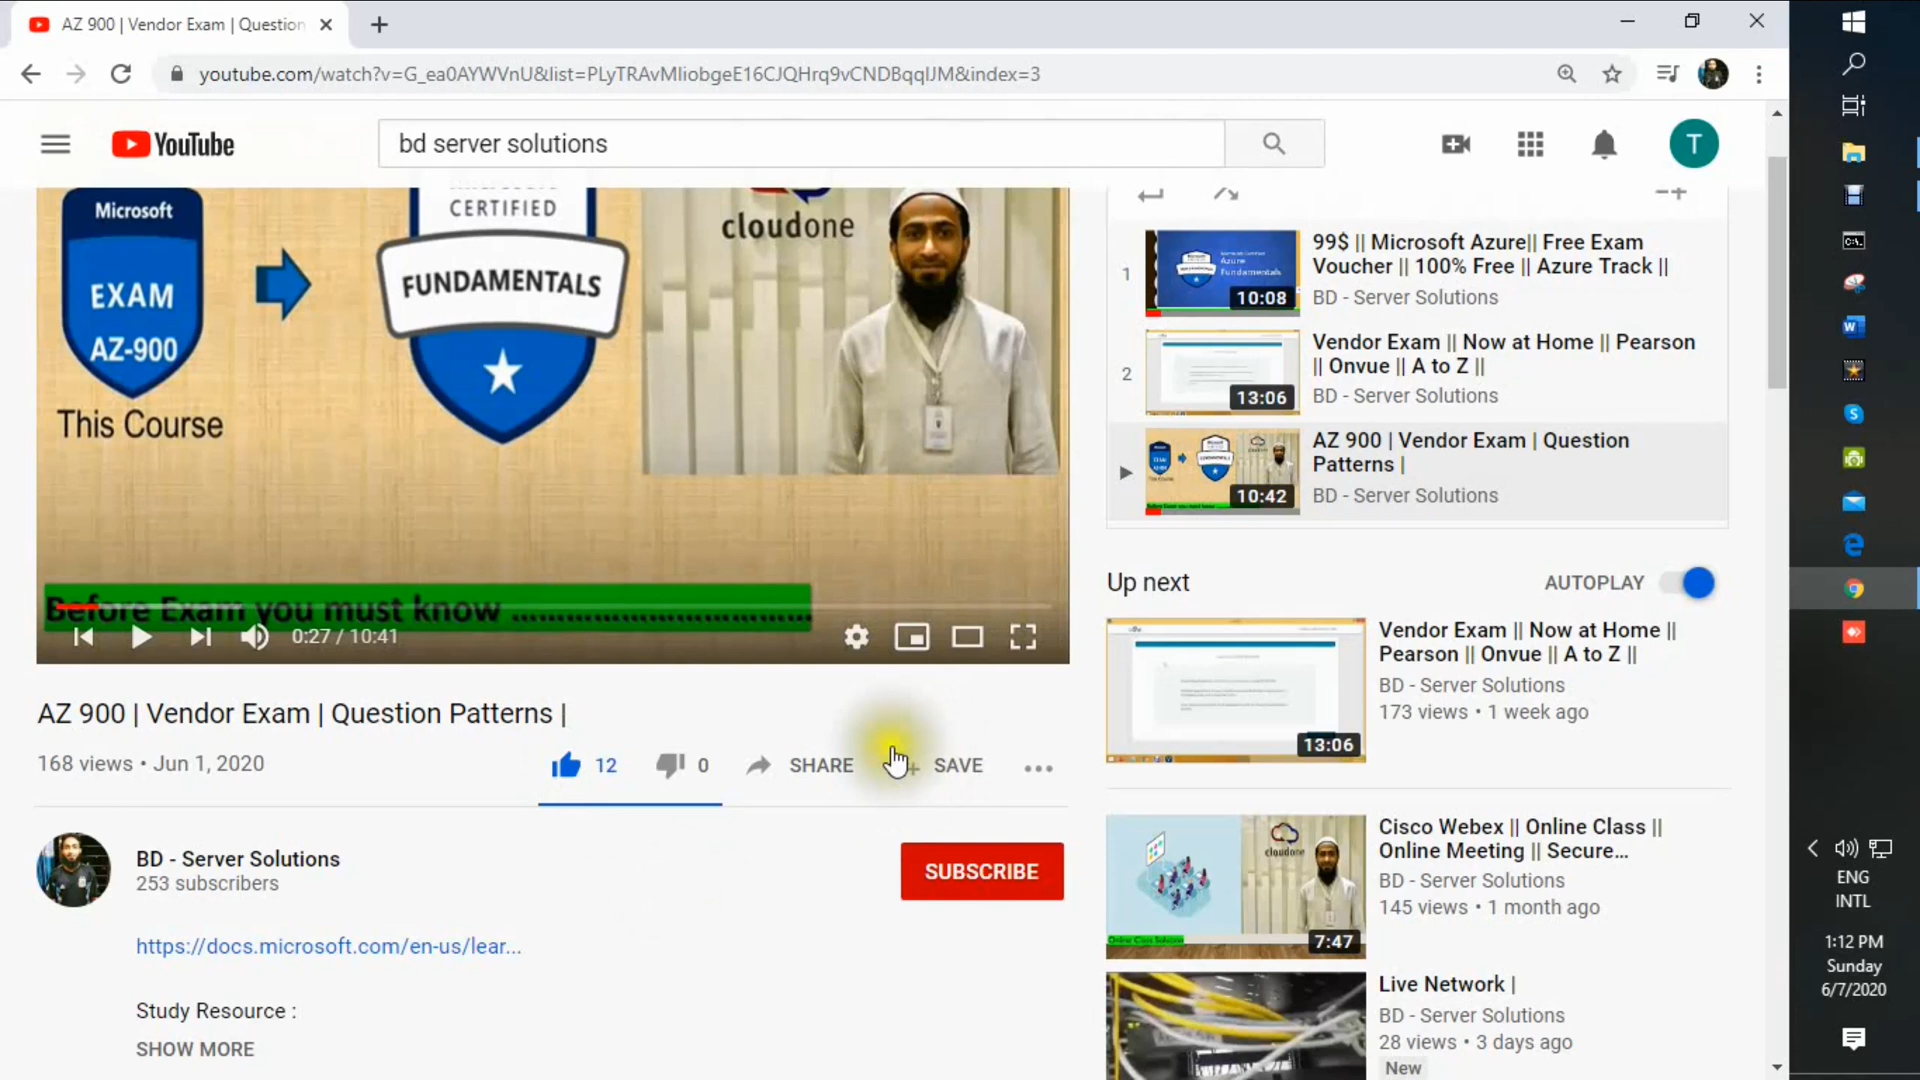 AZ 900 | Vendor Exam | Question
youtube.com/watch?v=G_ea0AYWVnU&list=PLyTRAvMIiobgeE16CJQHrq9vCNDBqqlJM&index=3
YouTube
bd server solutions
T
Microsoft
EXAM
AZ-900
This Course
CERTIFIED
FUNDAMENTALS
cloudone
Before Exam you must know ..............................
0:27 / 10:41
AZ 900 | Vendor Exam | Question Patterns |
168 views • Jun 1, 2020
12
0
SHARE
SAVE
BD - Server Solutions
253 subscribers
SUBSCRIBE
https://docs.microsoft.com/en-us/lear...
Study Resource :
SHOW MORE
1
Azure
Fundamentals
10:08
99$ || Microsoft Azure|| Free Exam
Voucher || 100% Free || Azure Track ||
BD - Server Solutions
2
13:06
Vendor Exam || Now at Home || Pearson
|| Onvue || A to Z ||
BD - Server Solutions
10:42
AZ 900 | Vendor Exam | Question
Patterns |
BD - Server Solutions
Up next
AUTOPLAY
13:06
Vendor Exam || Now at Home ||
Pearson || Onvue || A to Z ||
BD - Server Solutions
173 views • 1 week ago
cloudone
Online Class Solution
7:47
Cisco Webex || Online Class ||
Online Meeting || Secure...
BD - Server Solutions
145 views • 1 month ago
Live Network |
BD - Server Solutions
28 views • 3 days ago
New
ENG
INTL
1:12 PM
Sunday
6/7/2020